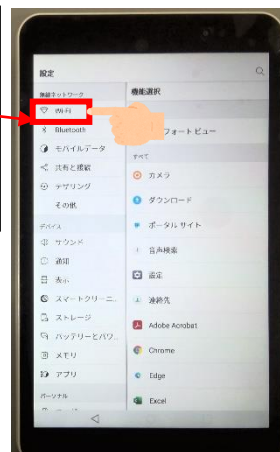 設定
無線ネットワーク
Wi-Fi
Bluetooth
モバイルデータ
共有と接続
テザリング
その他
デバイス
サウンド
通知
表示
スマートクリーニ...
ストレージ
バッテリーとパワ...
メモリ
アプリ
パーソナル
機能選択
フォートビュー
すべて
カメラ
ダウンロード
ポータル サイト
音声検索
設定
連絡先
Adobe Acrobat
Chrome
Edge
Excel